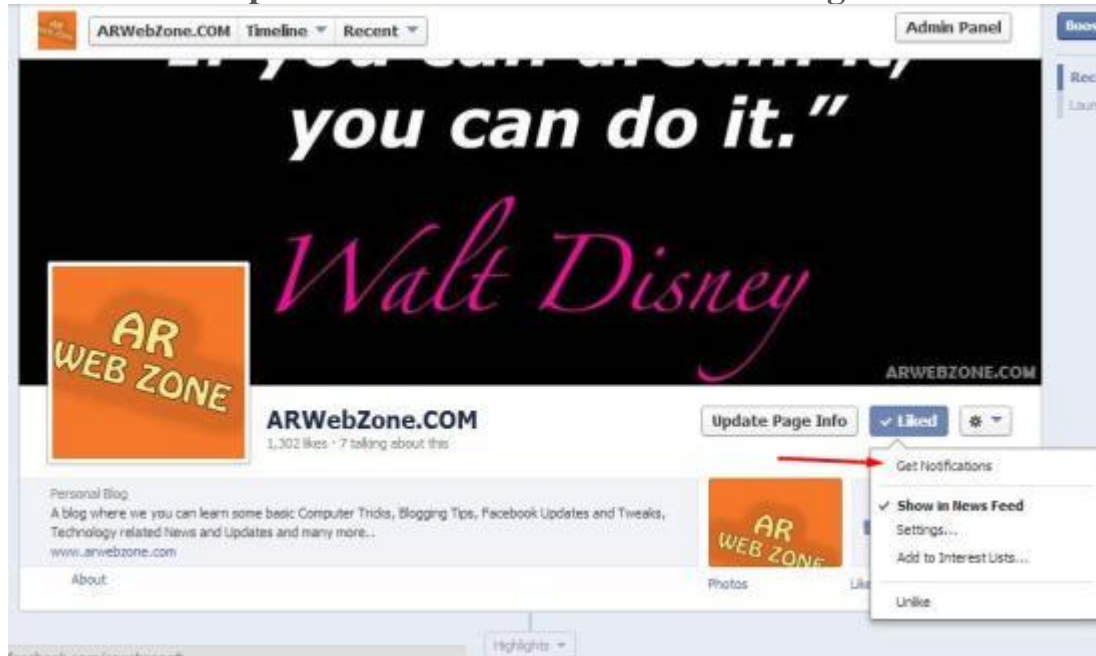 ARWebZone.COM Timeline Recent
Admin Panel
you can do it.”
Walt Disney
ARWEBZONE.COM
AR
WEB ZONE
ARWebZone.COM
1,302 likes · 7 talking about this
Update Page Info
Liked
Get Notifications
Show in News Feed
Settings...
Add to Interest Lists...
Unlike
Personal Blog
A blog where we you can learn some basic Computer Tricks, Blogging Tips, Facebook Updates and Tweaks,
Technology related News and Updates and many more..
www.arwebzone.com
About
AR
WEB ZONE
Photos
Highlights